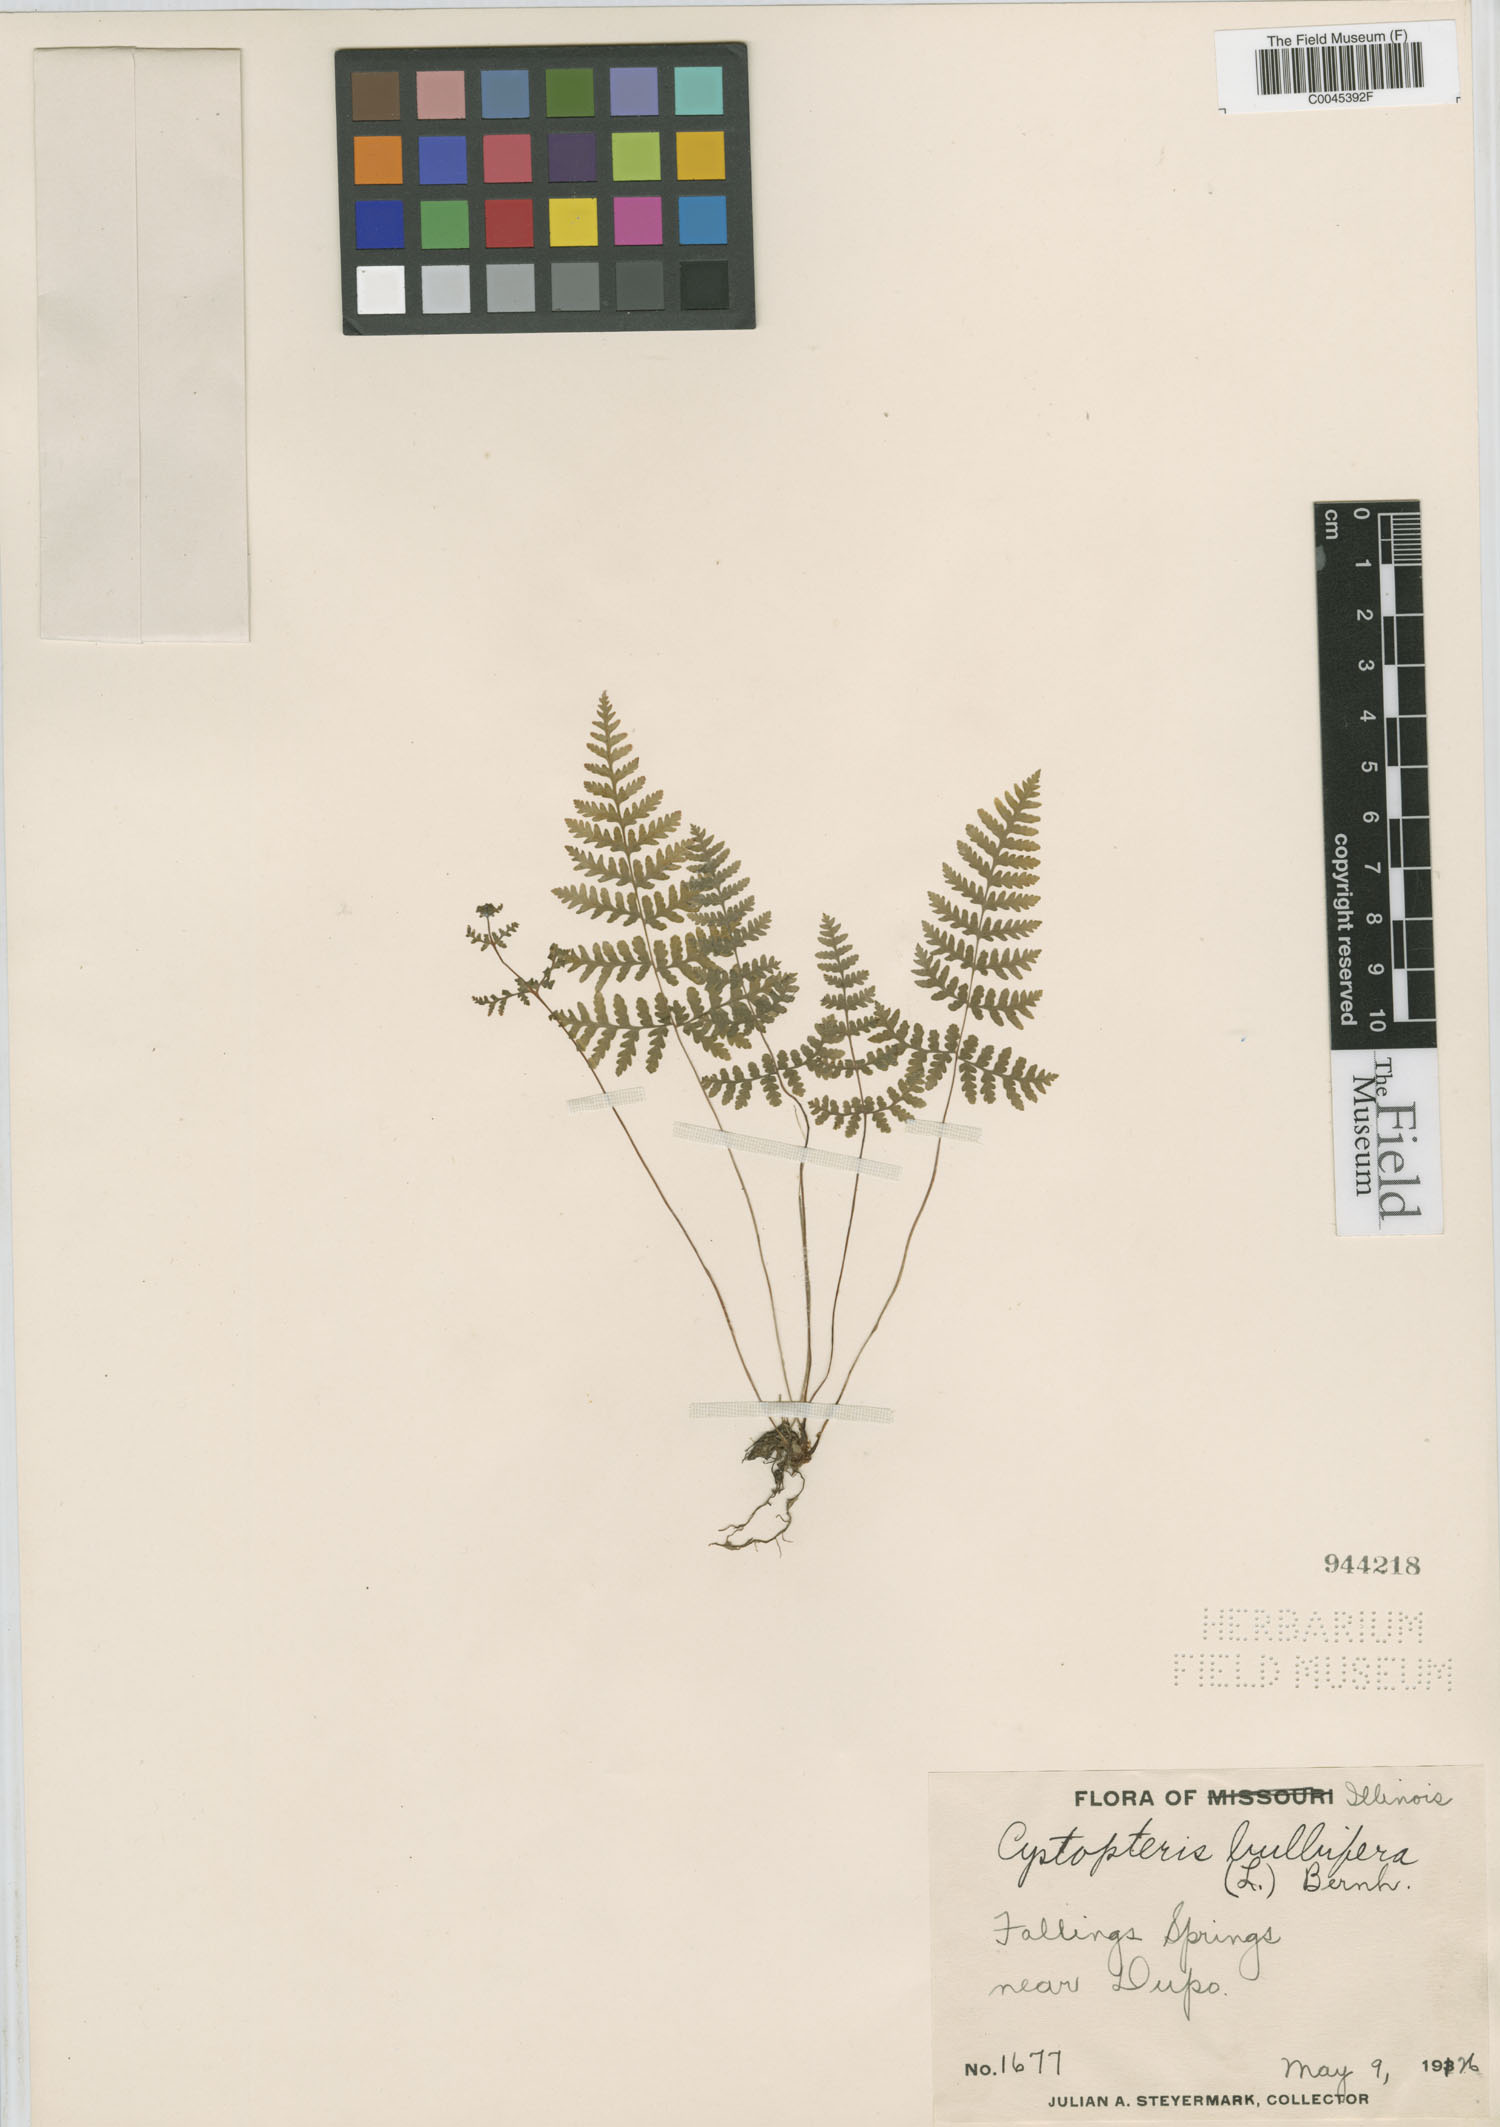 The Field Museum (F)
C0045392F
cm 0 1 2 3 4 5 6 7 8 9 10
copyright reserved
The Field
Museum
944218
HERBARIUM
FIELD MUSEUM
FLORA OF MISSOURI Illinois
Cystopteris bulbifera
(L.) Bernh.
Fallings Springs
near Dupo.
No. 1677 May 9, 1926
JULIAN A. STEYERMARK, COLLECTOR